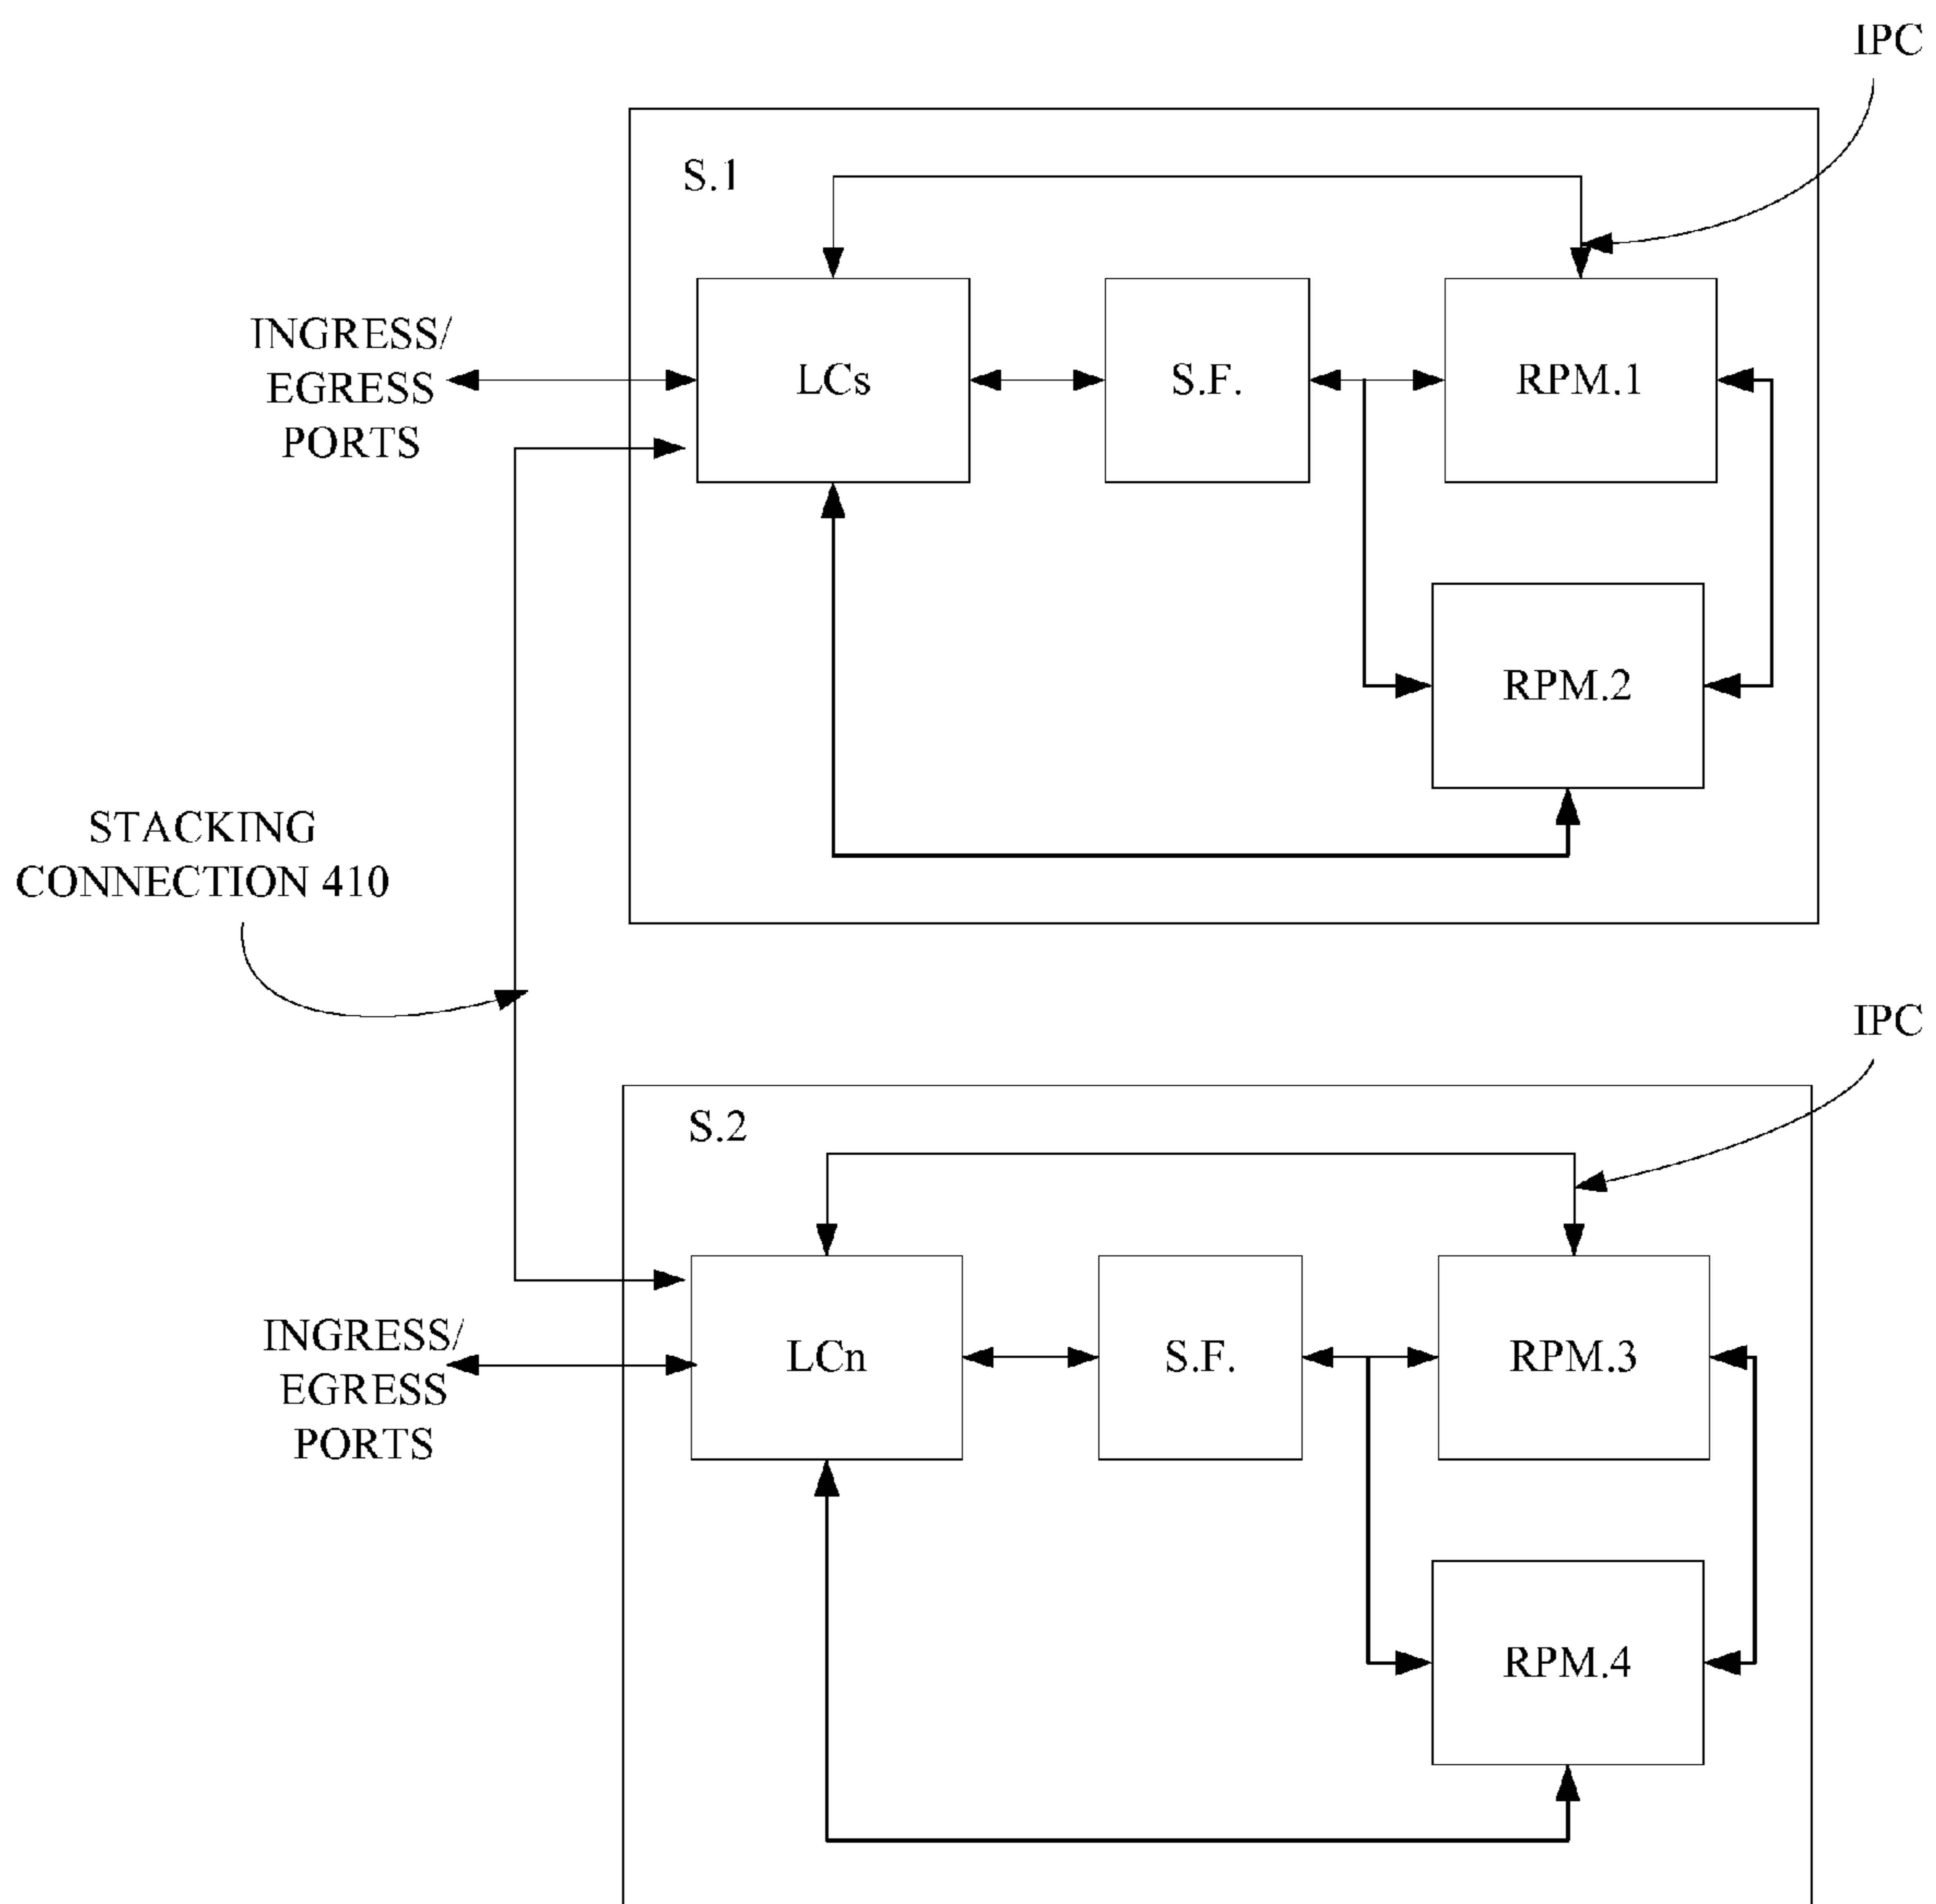 IPC
S.1
INGRESS/
EGRESS
PORTS
LCs
S.F.
RPM.1
RPM.2
STACKING
CONNECTION 410
IPC
S.2
INGRESS/
EGRESS
PORTS
LCn
S.F.
RPM.3
RPM.4